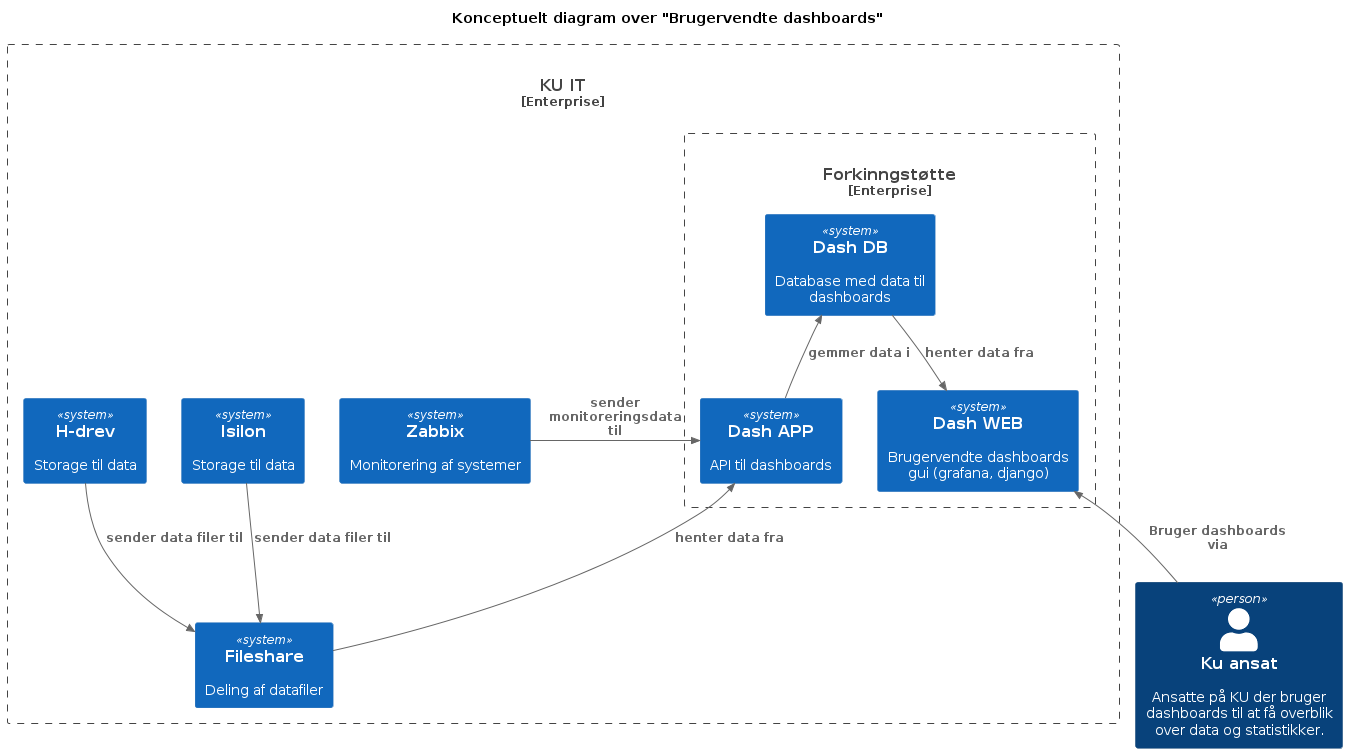 Konceptuelt diagram over "Brugervendte dashboards"
KU IT
[Enterprise]
Forkinngstøtte
[Enterprise]
«system»
Dash DB
Database med data til
dashboards
gemmer data i
henter data fra
«system»
H-drev
Storage til data
«system»
Isilon
Storage til data
«system»
Zabbix
Monitorering af systemer
sender
monitoreringsdata
til
«system»
Dash APP
API til dashboards
«system»
Dash WEB
Brugervendte dashboards
gui (grafana, django)
sender data filer til
sender data filer til
henter data fra
Bruger dashboards
via
«system»
Fileshare
Deling af datafiler
«person»
Ku ansat
Ansatte på KU der bruger
dashboards til at få overblik
over data og statistikker.